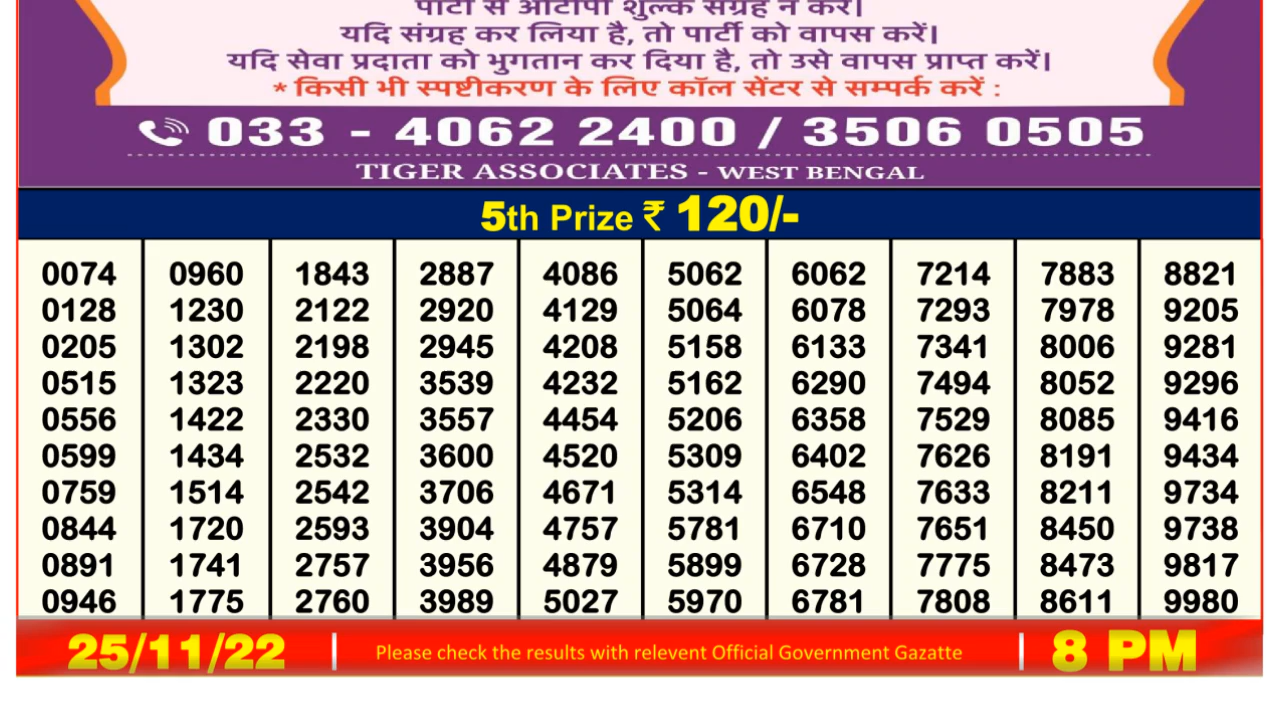 पार्टी से ओटीपी शुल्क संग्रह न करें।
यदि संग्रह कर लिया है, तो पार्टी को वापस करें।
यदि सेवा प्रदाता को भुगतान कर दिया है, तो उसे वापस प्राप्त करें।
* किसी भी स्पष्टीकरण के लिए कॉल सेंटर से सम्पर्क करें :
033 - 4062 2400 / 3506 0505
TIGER ASSOCIATES - WEST BENGAL
5th Prize ₹ 120/-
0074 0960 1843 2887 4086 5062 6062 7214 7883 8821
0128 1230 2122 2920 4129 5064 6078 7293 7978 9205
0205 1302 2198 2945 4208 5158 6133 7341 8006 9281
0515 1323 2220 3539 4232 5162 6290 7494 8052 9296
0556 1422 2330 3557 4454 5206 6358 7529 8085 9416
0599 1434 2532 3600 4520 5309 6402 7626 8191 9434
0759 1514 2542 3706 4671 5314 6548 7633 8211 9734
0844 1720 2593 3904 4757 5781 6710 7651 8450 9738
0891 1741 2757 3956 4879 5899 6728 7775 8473 9817
0946 1775 2760 3989 5027 5970 6781 7808 8611 9980
25/11/22 | Please check the results with relevent Official Government Gazatte | 8 PM